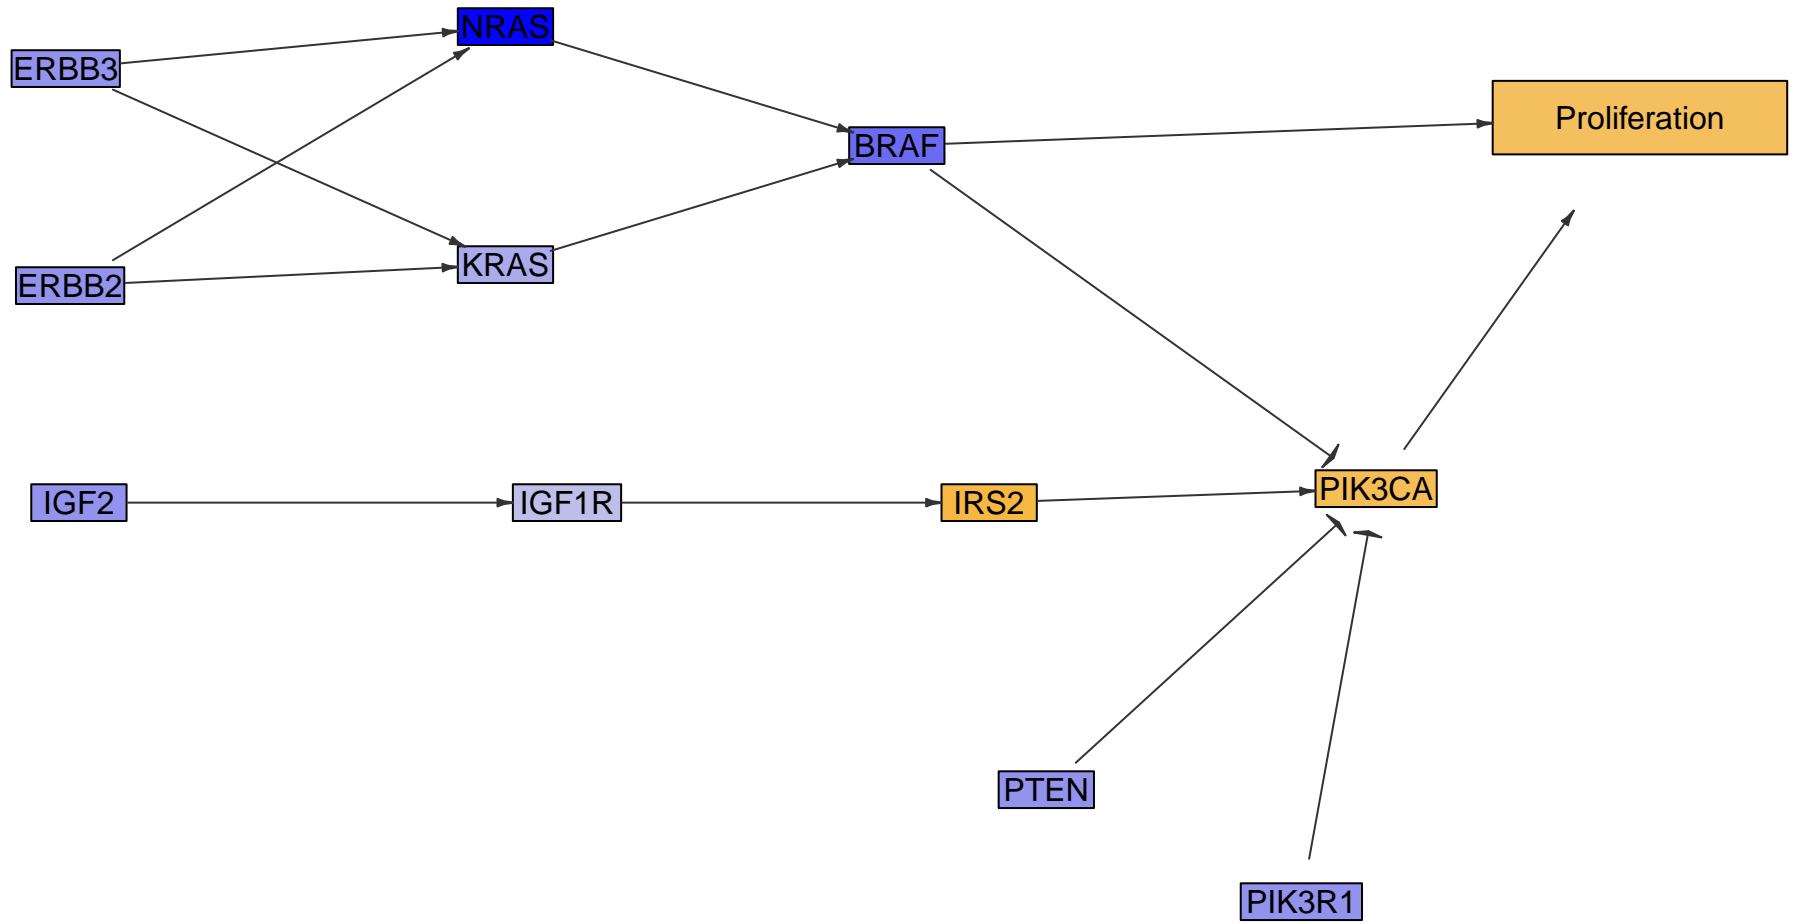 NRAS
ERBB3
Proliferation
BRAF
KRAS
ERBB2
PIK3CA
IGF2
IGF1R
IRS2
PTEN
PIK3R1